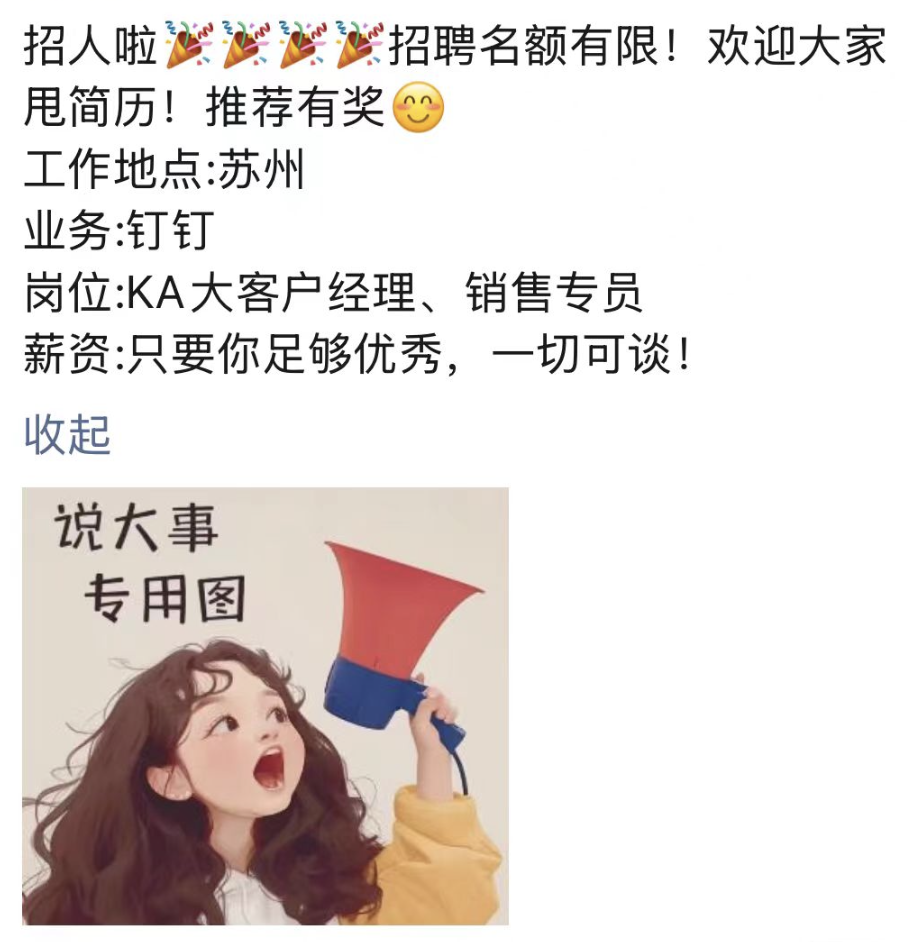 招人啦🎉🎉🎉🎉招聘名额有限！欢迎大家
甩简历！推荐有奖😊
工作地点:苏州
业务:钉钉
岗位:KA大客户经理、销售专员
薪资:只要你足够优秀，一切可谈！
收起
说大事
专用图